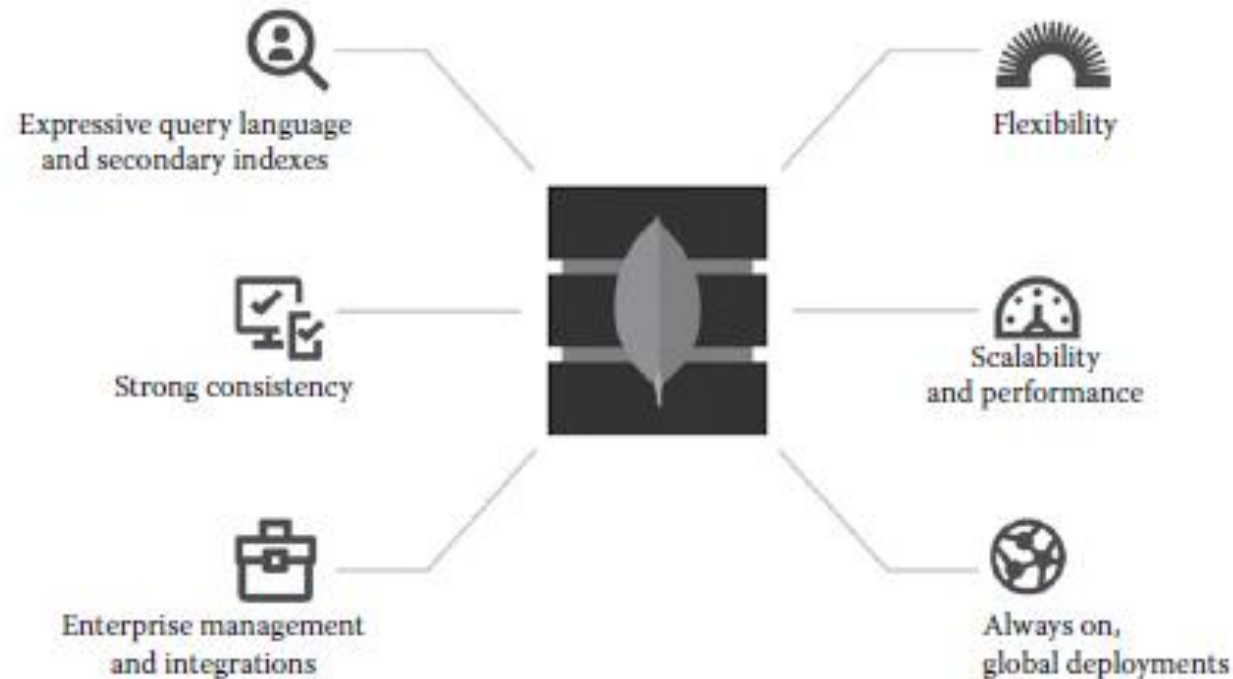 Expressive query language
and secondary indexes
Flexibility
Strong consistency
Scalability
and performance
Enterprise management
and integrations
Always on,
global deployments